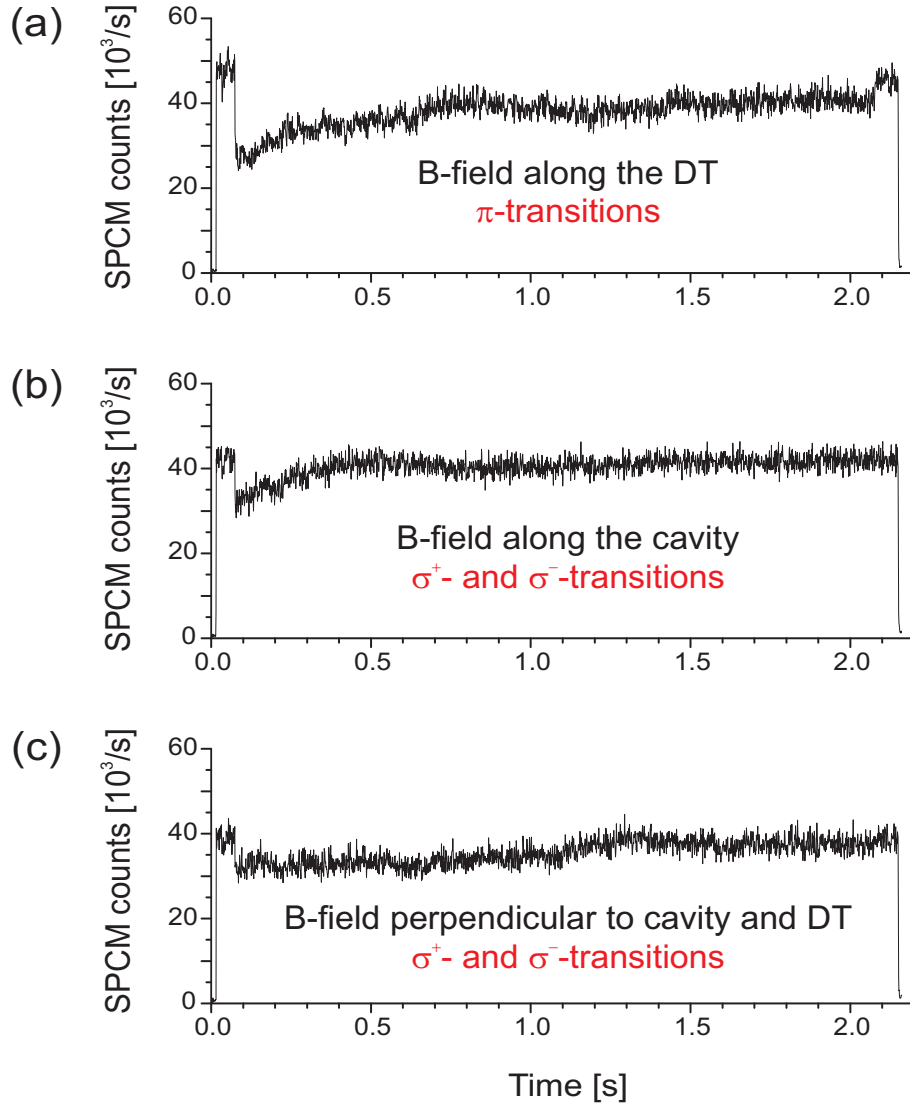 (a)
SPCM counts [10³/s]
60
40
20
0
0.0 0.5 1.0 1.5 2.0
B-field along the DT
π-transitions
(b)
SPCM counts [10³/s]
60
40
20
0
0.0 0.5 1.0 1.5 2.0
B-field along the cavity
σ⁺- and σ⁻-transitions
(c)
SPCM counts [10³/s]
60
40
20
0
0.0 0.5 1.0 1.5 2.0
B-field perpendicular to cavity and DT
σ⁺- and σ⁻-transitions
Time [s]